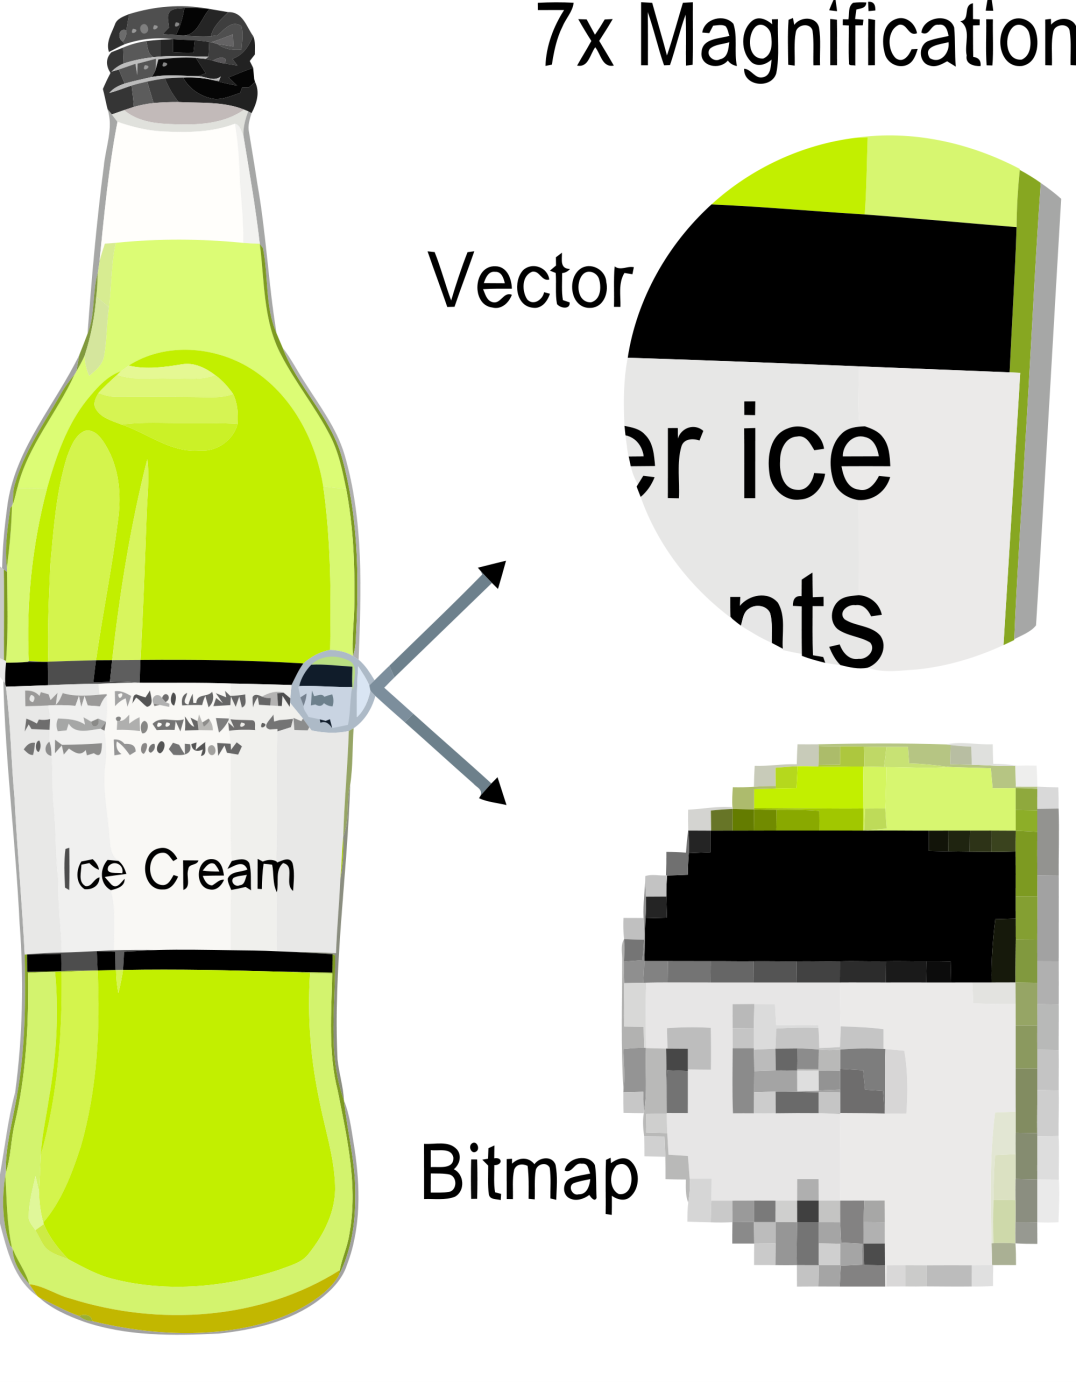 7x Magnification
Vector
er ice
nts
Ice Cream
Bitmap